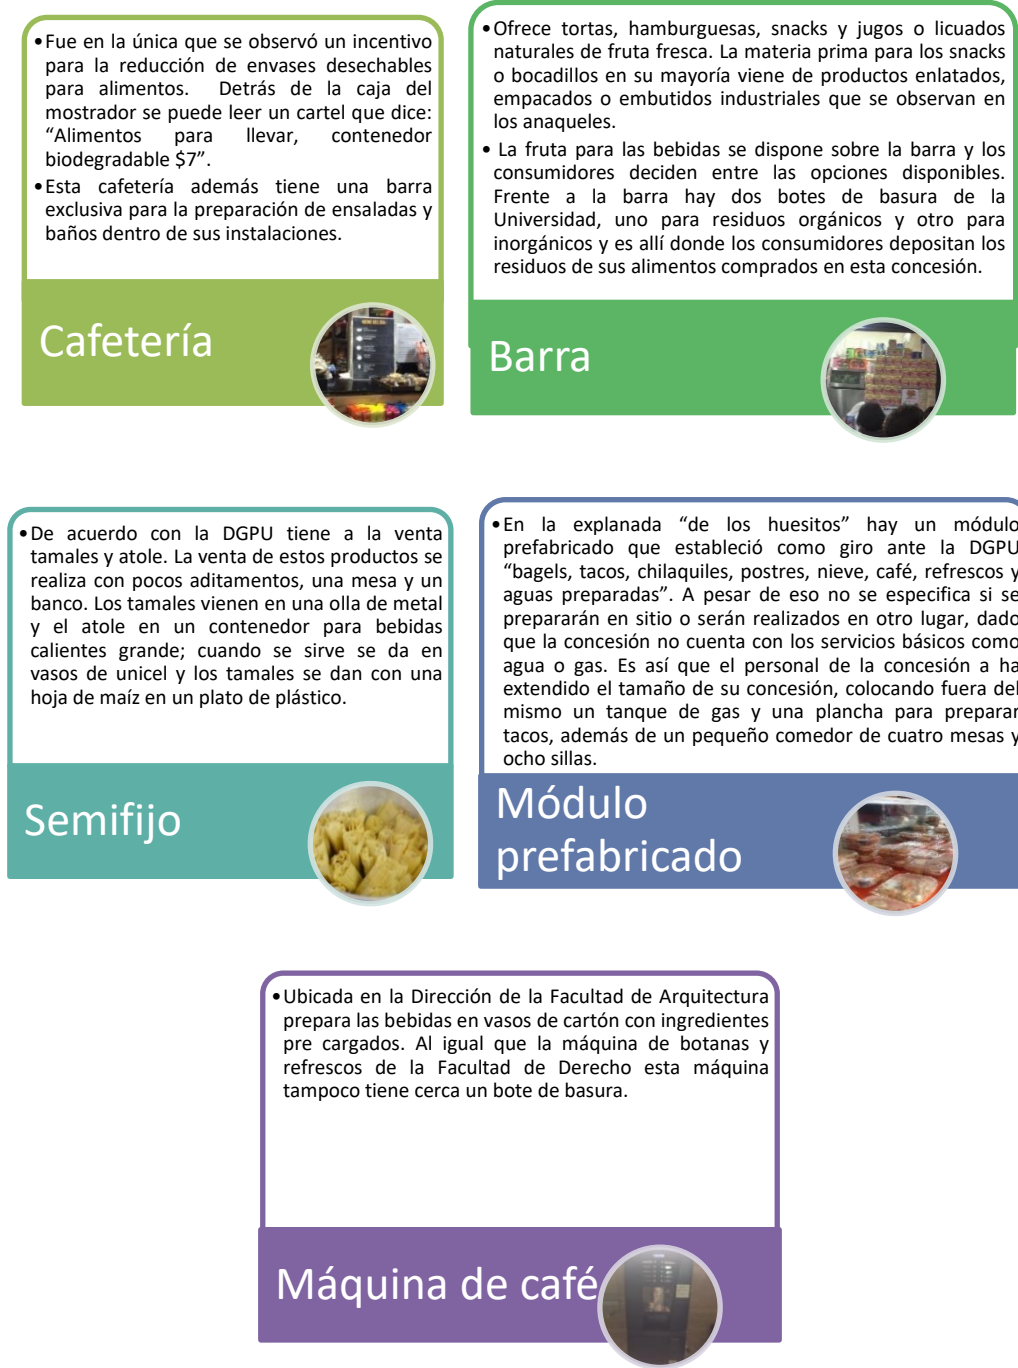 •Fue en la única que se observó un incentivo
para la reducción de envases desechables
para alimentos. Detrás de la caja del
mostrador se puede leer un cartel que dice:
“Alimentos para llevar, contenedor
biodegradable $7”.
•Esta cafetería además tiene una barra
exclusiva para la preparación de ensaladas y
baños dentro de sus instalaciones.
Cafetería
•Ofrece tortas, hamburguesas, snacks y jugos o licuados
naturales de fruta fresca. La materia prima para los snacks
o bocadillos en su mayoría viene de productos enlatados,
empacados o embutidos industriales que se observan en
los anaqueles.
• La fruta para las bebidas se dispone sobre la barra y los
consumidores deciden entre las opciones disponibles.
Frente a la barra hay dos botes de basura de la
Universidad, uno para residuos orgánicos y otro para
inorgánicos y es allí donde los consumidores depositan los
residuos de sus alimentos comprados en esta concesión.
Barra
•De acuerdo con la DGPU tiene a la venta
tamales y atole. La venta de estos productos se
realiza con pocos aditamentos, una mesa y un
banco. Los tamales vienen en una olla de metal
y el atole en un contenedor para bebidas
calientes grande; cuando se sirve se da en
vasos de unicel y los tamales se dan con una
hoja de maíz en un plato de plástico.
Semifijo
•En la explanada “de los huesitos” hay un módulo
prefabricado que estableció como giro ante la DGPU
“bagels, tacos, chilaquiles, postres, nieve, café, refrescos y
aguas preparadas”. A pesar de eso no se especifica si se
prepararán en sitio o serán realizados en otro lugar, dado
que la concesión no cuenta con los servicios básicos como
agua o gas. Es así que el personal de la concesión a ha
extendido el tamaño de su concesión, colocando fuera del
mismo un tanque de gas y una plancha para preparar
tacos, además de un pequeño comedor de cuatro mesas y
ocho sillas.
Módulo
prefabricado
•Ubicada en la Dirección de la Facultad de Arquitectura
prepara las bebidas en vasos de cartón con ingredientes
pre cargados. Al igual que la máquina de botanas y
refrescos de la Facultad de Derecho esta máquina
tampoco tiene cerca un bote de basura.
Máquina de café